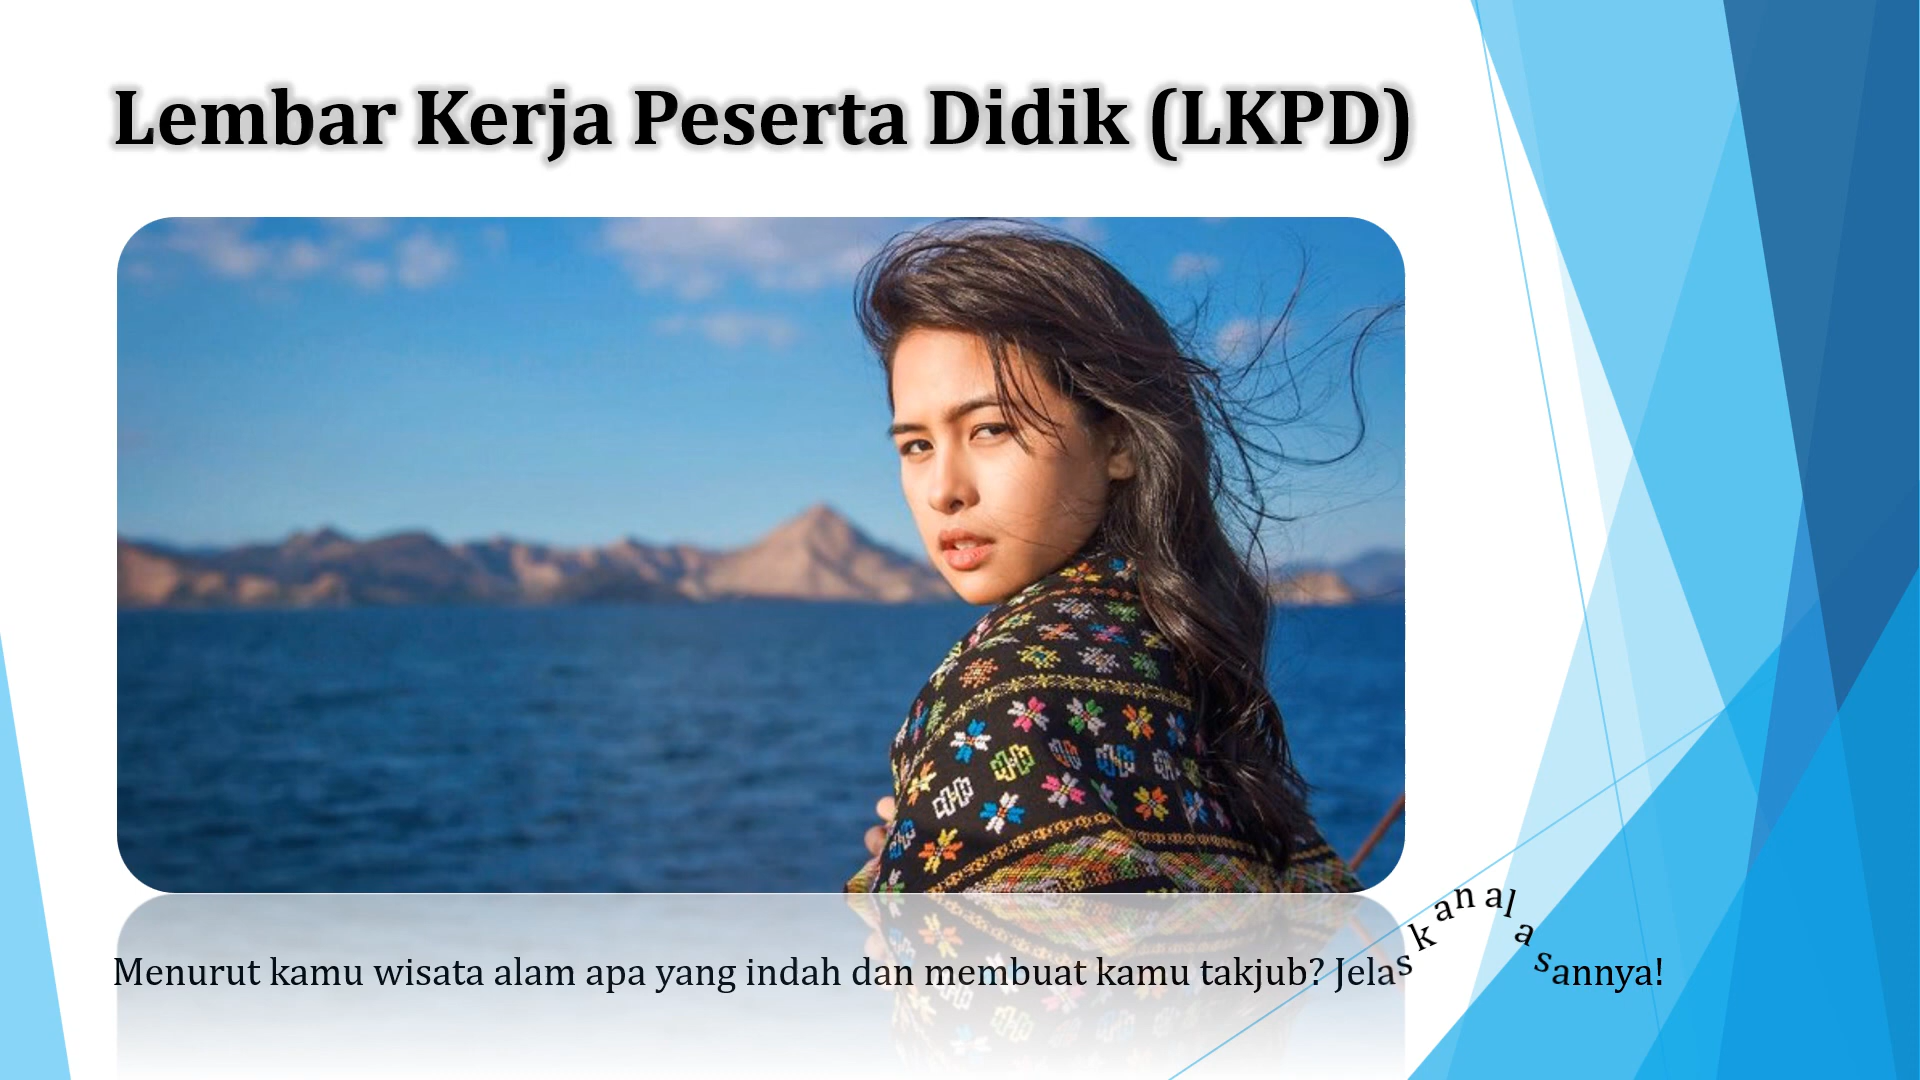 Lembar Kerja Peserta Didik (LKPD)
Menurut kamu wisata alam apa yang indah dan membuat kamu takjub? Jelaskan alasannya!